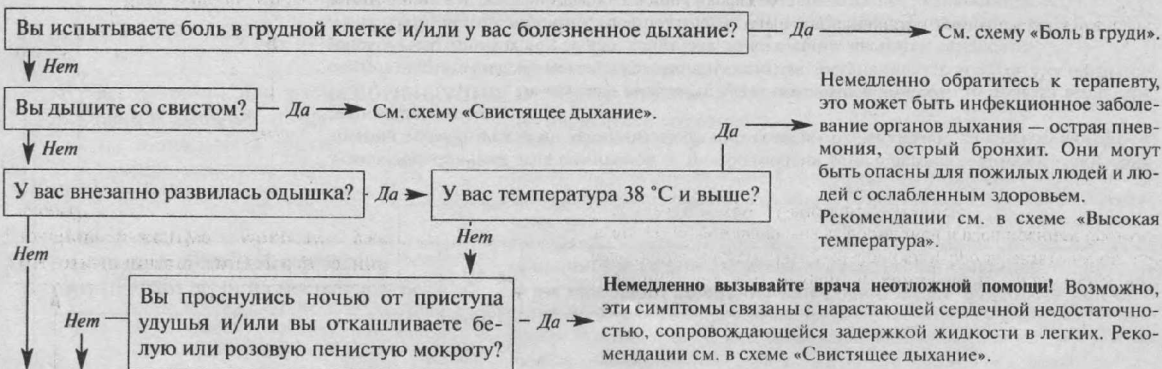 Вы испытываете боль в грудной клетке и/или у вас болезненное дыхание?
Да
См. схему «Боль в груди».
Нет
Вы дышите со свистом?
Да
См. схему «Свистящее дыхание».
Нет
У вас внезапно развилась одышка?
Да
У вас температура 38 °С и выше?
Да
Немедленно обратитесь к терапевту,
это может быть инфекционное заболе-
вание органов дыхания — острая пнев-
мония, острый бронхит. Они могут
быть опасны для пожилых людей и лю-
дей с ослабленным здоровьем.
Рекомендации см. в схеме «Высокая
температура».
Нет
Нет
Вы проснулись ночью от приступа
удушья и/или вы откашливаете бе-
лую или розовую пенистую мокроту?
Нет
Да
Немедленно вызывайте врача неотложной помощи! Возможно,
эти симптомы связаны с нарастающей сердечной недостаточно-
стью, сопровождающейся задержкой жидкости в легких. Реко-
мендации см. в схеме «Свистящее дыхание».